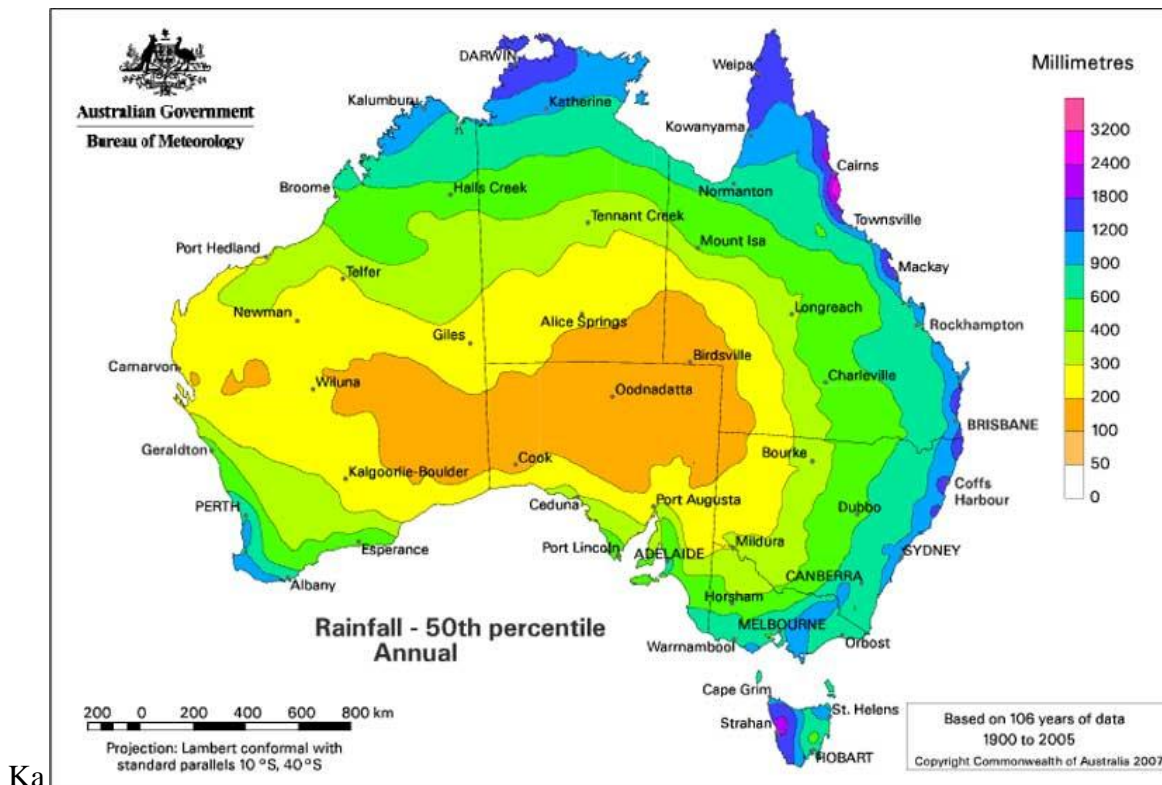 Australian Government
Bureau of Meteorology
DARWIN
Weipa
Millimetres
Kalumburu
Katherine
Kowanyama
3200
2400
1800
1200
900
600
400
300
200
100
50
0
Cairns
Broome
Halls Creek
Normanton
Townsville
Tennant Creek
Mount Isa
Port Hedland
Telfer
Mackay
Newman
Giles
Alice Springs
Longreach
Rockhampton
Birdsville
Carnarvon
Wiluna
Oodnadatta
Charleville
BRISBANE
Geraldton
Cook
Bourke
Kalgoorlie-Boulder
Coffs
Harbour
PERTH
Ceduna
Port Augusta
Dubbo
Esperance
Port Lincoln
ADELAIDE
Mildura
SYDNEY
Albany
CANBERRA
Horsham
MELBOURNE
Rainfall - 50th percentile
Annual
Warrnambool
Orbost
Cape Grim
St. Helens
Strahan
HOBART
200 0 200 400 600 800 km
Projection: Lambert conformal with
standard parallels 10 °S, 40 °S
Based on 106 years of data
1900 to 2005
Copyright Commonwealth of Australia 2007
Ka